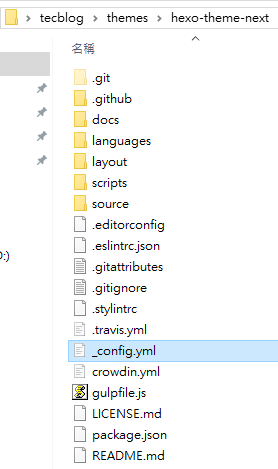 tecblog › themes › hexo-theme-next
名稱
.git
.github
docs
languages
layout
scripts
source
.editorconfig
.eslintrc.json
.gitattributes
.gitignore
.stylintrc
.travis.yml
_config.yml
crowdin.yml
gulpfile.js
LICENSE.md
package.json
README.md
:)